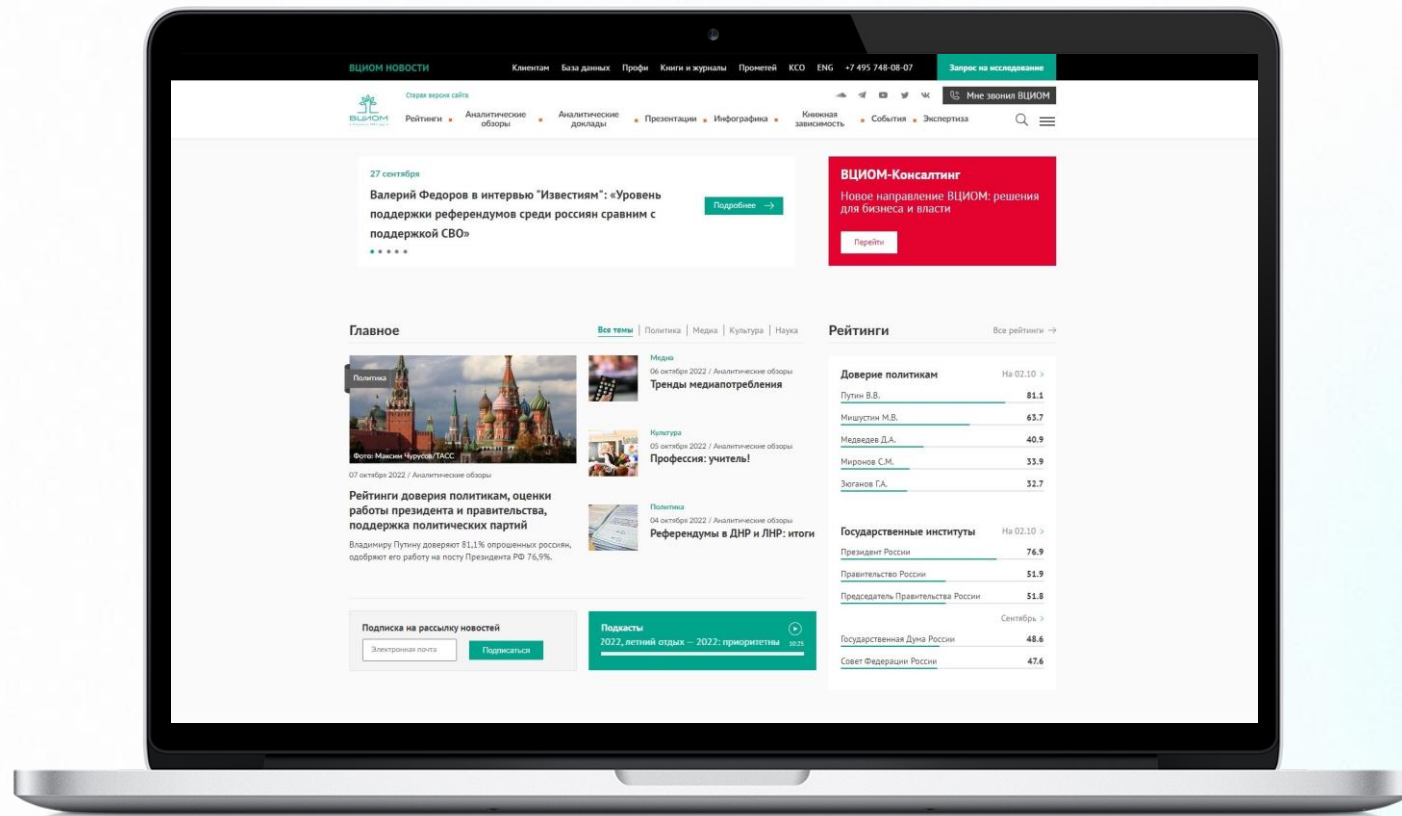 ВЦИОМ НОВОСТИ
Клиентам База данных Профи Книги и журналы Прометей КСО ENG +7 495 748-08-07 Запрос на исследование
Старая версия сайта
Мне звонил ВЦИОМ
ВЦИОМ
Рейтинги Аналитические обзоры Аналитические доклады Презентации Инфографика Книжная зависимость События Экспертиза
27 сентября
Валерий Федоров в интервью "Известиям": «Уровень
поддержки референдумов среди россиян сравним с
поддержкой СВО»
Подробнее →
ВЦИОМ-Консалтинг
Новое направление ВЦИОМ: решения
для бизнеса и власти
Перейти
Главное
Все темы | Политика | Медиа | Культура | Наука
Политика
Фото: Максим Чурусов/ТАСС
07 октября 2022 / Аналитические обзоры
Рейтинги доверия политикам, оценки
работы президента и правительства,
поддержка политических партий
Владимиру Путину доверяют 81,1% опрошенных россиян,
одобряют его работу на посту Президента РФ 76,9%.
Медиа
06 октября 2022 / Аналитические обзоры
Тренды медиапотребления
Культура
05 октября 2022 / Аналитические обзоры
Профессия: учитель!
Политика
04 октября 2022 / Аналитические обзоры
Референдумы в ДНР и ЛНР: итоги
Подписка на рассылку новостей
Электронная почта
Подписаться
Подкасты
2022, летний отдых — 2022: приоритетны 10:25
Рейтинги
Все рейтинги →
Доверие политикам На 02.10 >
Путин В.В. 81.1
Мишустин М.В. 63.7
Медведев Д.А. 40.9
Миронов С.М. 33.9
Зюганов Г.А. 32.7
Государственные институты На 02.10 >
Президент России 76.9
Правительство России 51.9
Председатель Правительства России 51.8
Сентябрь >
Государственная Дума России 48.6
Совет Федерации России 47.6